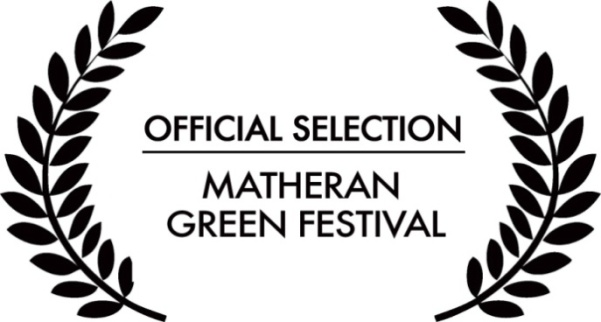 OFFICIAL SELECTION
MATHERAN
GREEN FESTIVAL